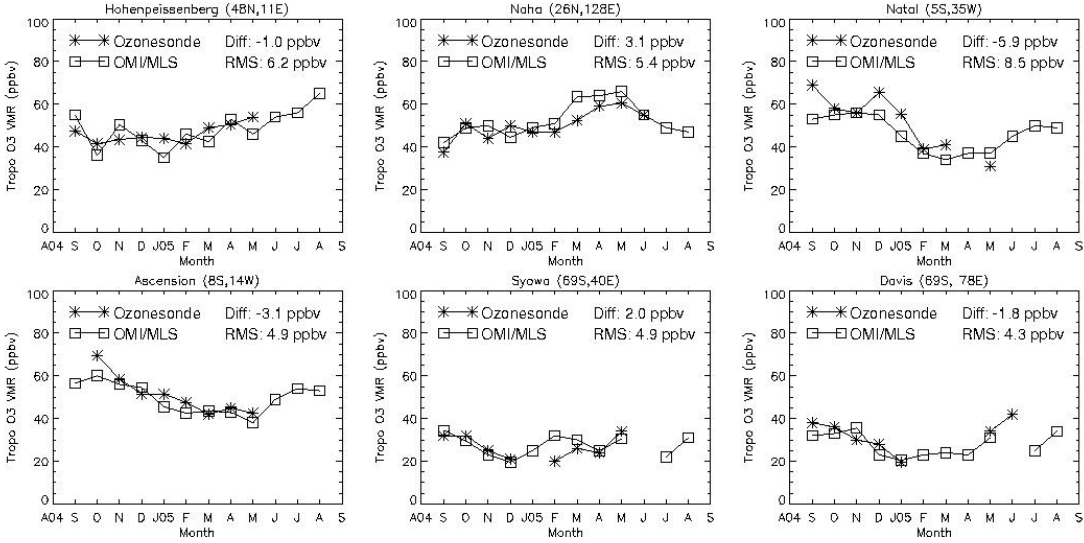 Hohenpeissenberg (48N,11E)
100
80
60
40
20
0
Tropo O3 VMR (ppbv)
Ozonesonde Diff: -1.0 ppbv
OMI/MLS RMS: 6.2 ppbv
A04 S O N D J05 F M A M J J A S
Month
Naha (26N,128E)
100
80
60
40
20
0
Tropo O3 VMR (ppbv)
Ozonesonde Diff: 3.1 ppbv
OMI/MLS RMS: 5.4 ppbv
A04 S O N D J05 F M A M J J A S
Month
Natal (5S,35W)
100
80
60
40
20
0
Tropo O3 VMR (ppbv)
Ozonesonde Diff: -5.9 ppbv
OMI/MLS RMS: 8.5 ppbv
A04 S O N D J05 F M A M J J A S
Month
Ascension (8S,14W)
100
80
60
40
20
0
Tropo O3 VMR (ppbv)
Ozonesonde Diff: -3.1 ppbv
OMI/MLS RMS: 4.9 ppbv
A04 S O N D J05 F M A M J J A S
Month
Syowa (69S,40E)
100
80
60
40
20
0
Tropo O3 VMR (ppbv)
Ozonesonde Diff: 2.0 ppbv
OMI/MLS RMS: 4.9 ppbv
A04 S O N D J05 F M A M J J A S
Month
Davis (69S, 78E)
100
80
60
40
20
0
Tropo O3 VMR (ppbv)
Ozonesonde Diff: -1.8 ppbv
OMI/MLS RMS: 4.3 ppbv
A04 S O N D J05 F M A M J J A S
Month